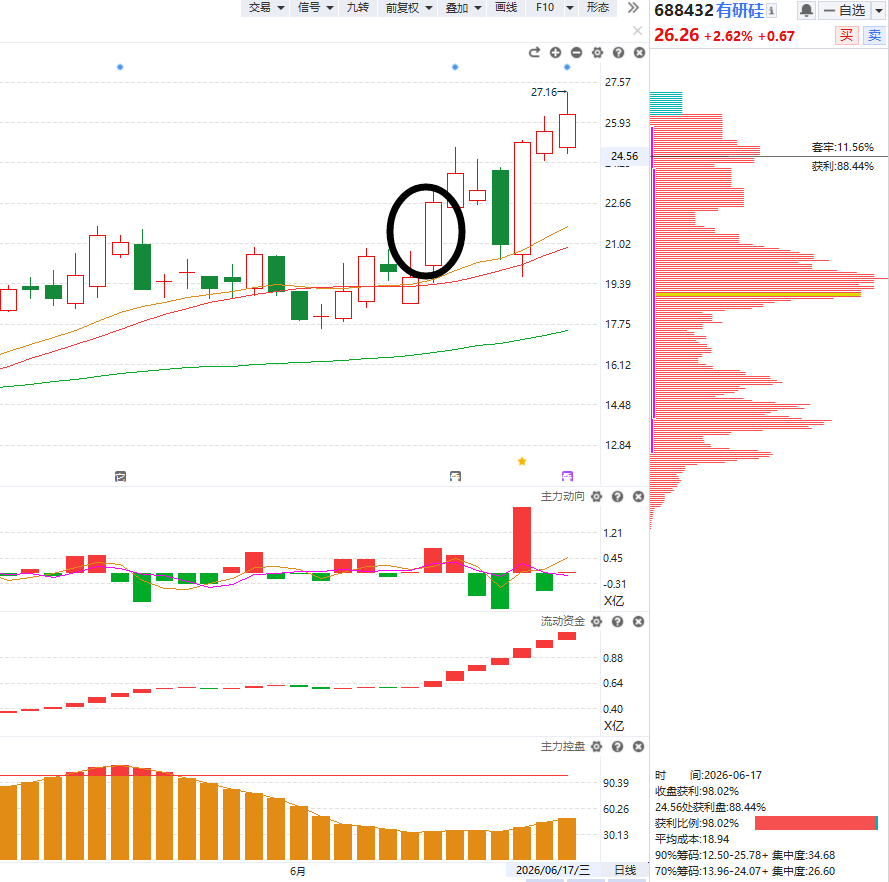 交易 信号 九转 前复权 叠加 画线 F10 形态
688432 有研硅 自选
26.26 +2.62% +0.67 买 卖
27.57
27.16
25.93
套牢:11.56%
24.56
获利:88.44%
22.66
21.02
19.39
17.75
16.12
14.48
12.84
主力动向
1.21
0.45
-0.31
X亿
流动资金
0.88
0.64
0.40
X亿
主力控盘
90.39
60.26
30.13
6月 2026/06/17/三 日线
时 间:2026-06-17
收盘获利:98.02%
24.56处获利盘:88.44%
获利比例:98.02%
平均成本:18.94
90%筹码:12.50-25.78+ 集中度:34.68
70%筹码:13.96-24.07+ 集中度:26.60